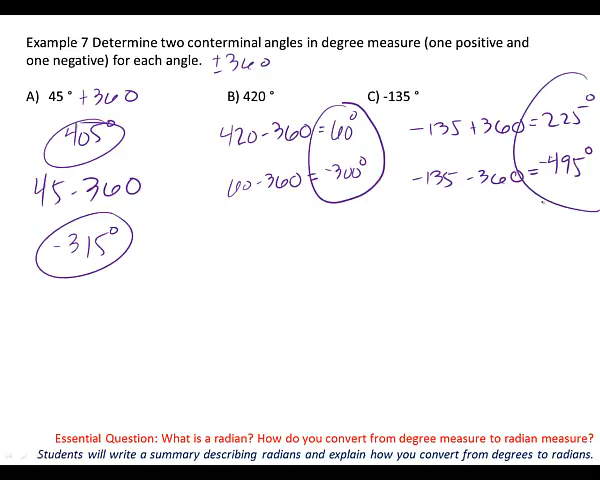 Example 7 Determine two conterminal angles in degree measure (one positive and
one negative) for each angle. ±360
A) 45 ° +360
405°
45 - 360
-315°
B) 420 °
420 - 360 = 60°
60 - 360 = -300°
C) -135 °
-135 + 360 = 225°
-135 - 360 = -495°
Essential Question: What is a radian? How do you convert from degree measure to radian measure?
Students will write a summary describing radians and explain how you convert from degrees to radians.